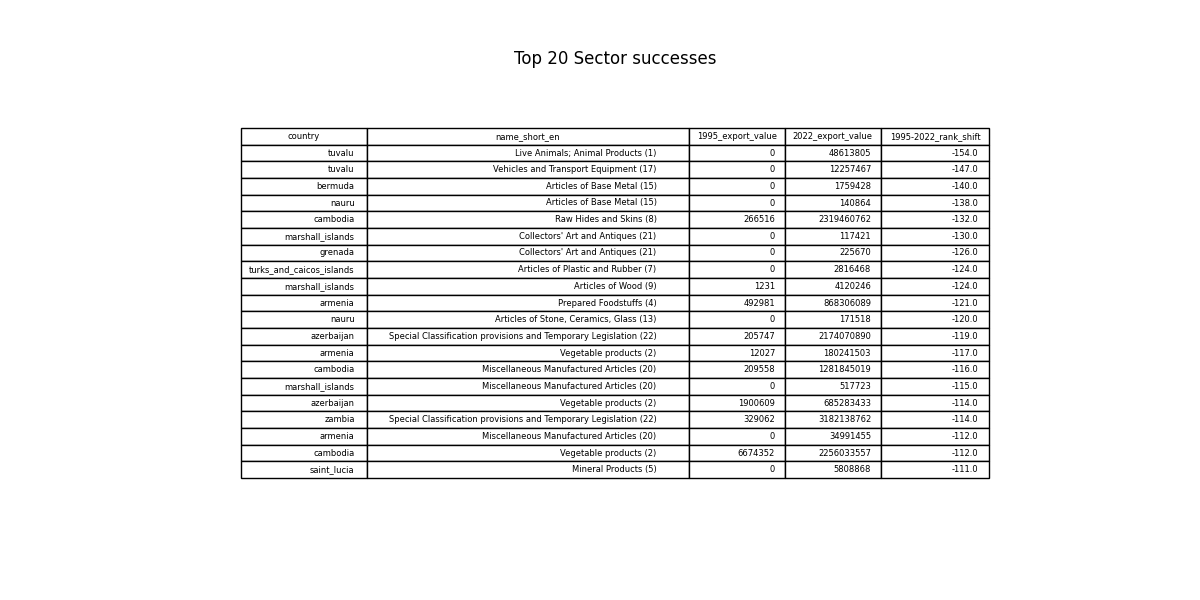 Top 20 Sector successes
country name_short_en 1995_export_value 2022_export_value 1995-2022_rank_shift
tuvalu Live Animals; Animal Products (1) 0 48613805 -154.0
tuvalu Vehicles and Transport Equipment (17) 0 12257467 -147.0
bermuda Articles of Base Metal (15) 0 1759428 -140.0
nauru Articles of Base Metal (15) 0 140864 -138.0
cambodia Raw Hides and Skins (8) 266516 2319460762 -132.0
marshall_islands Collectors' Art and Antiques (21) 0 117421 -130.0
grenada Collectors' Art and Antiques (21) 0 225670 -126.0
turks_and_caicos_islands Articles of Plastic and Rubber (7) 0 2816468 -124.0
marshall_islands Articles of Wood (9) 1231 4120246 -124.0
armenia Prepared Foodstuffs (4) 492981 868306089 -121.0
nauru Articles of Stone, Ceramics, Glass (13) 0 171518 -120.0
azerbaijan Special Classification provisions and Temporary Legislation (22) 205747 2174070890 -119.0
armenia Vegetable products (2) 12027 180241503 -117.0
cambodia Miscellaneous Manufactured Articles (20) 209558 1281845019 -116.0
marshall_islands Miscellaneous Manufactured Articles (20) 0 517723 -115.0
azerbaijan Vegetable products (2) 1900609 685283433 -114.0
zambia Special Classification provisions and Temporary Legislation (22) 329062 3182138762 -114.0
armenia Miscellaneous Manufactured Articles (20) 0 34991455 -112.0
cambodia Vegetable products (2) 6674352 2256033557 -112.0
saint_lucia Mineral Products (5) 0 5808868 -111.0